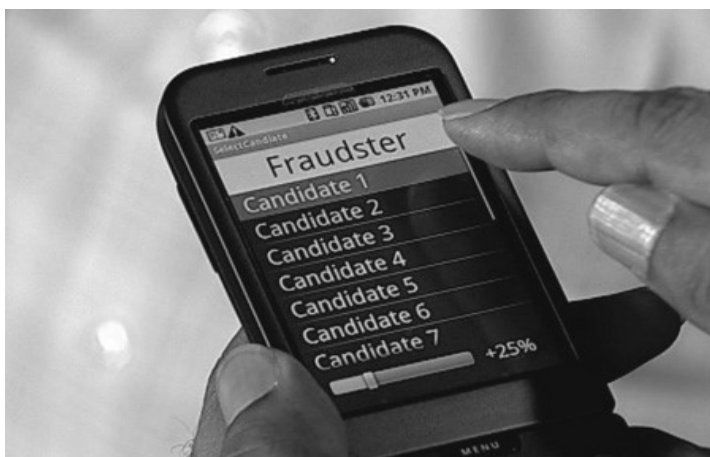 12:31 PM
SelectCandiate
Fraudster
Candidate 1
Candidate 2
Candidate 3
Candidate 4
Candidate 5
Candidate 6
Candidate 7
+25%
MENU